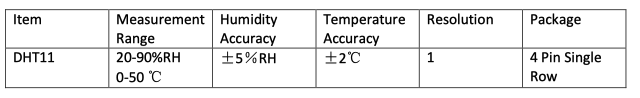 Item Measurement Range Humidity Accuracy Temperature Accuracy Resolution Package
DHT11 20-90%RH 0-50 ℃ ±5%RH ±2℃ 1 4 Pin Single Row